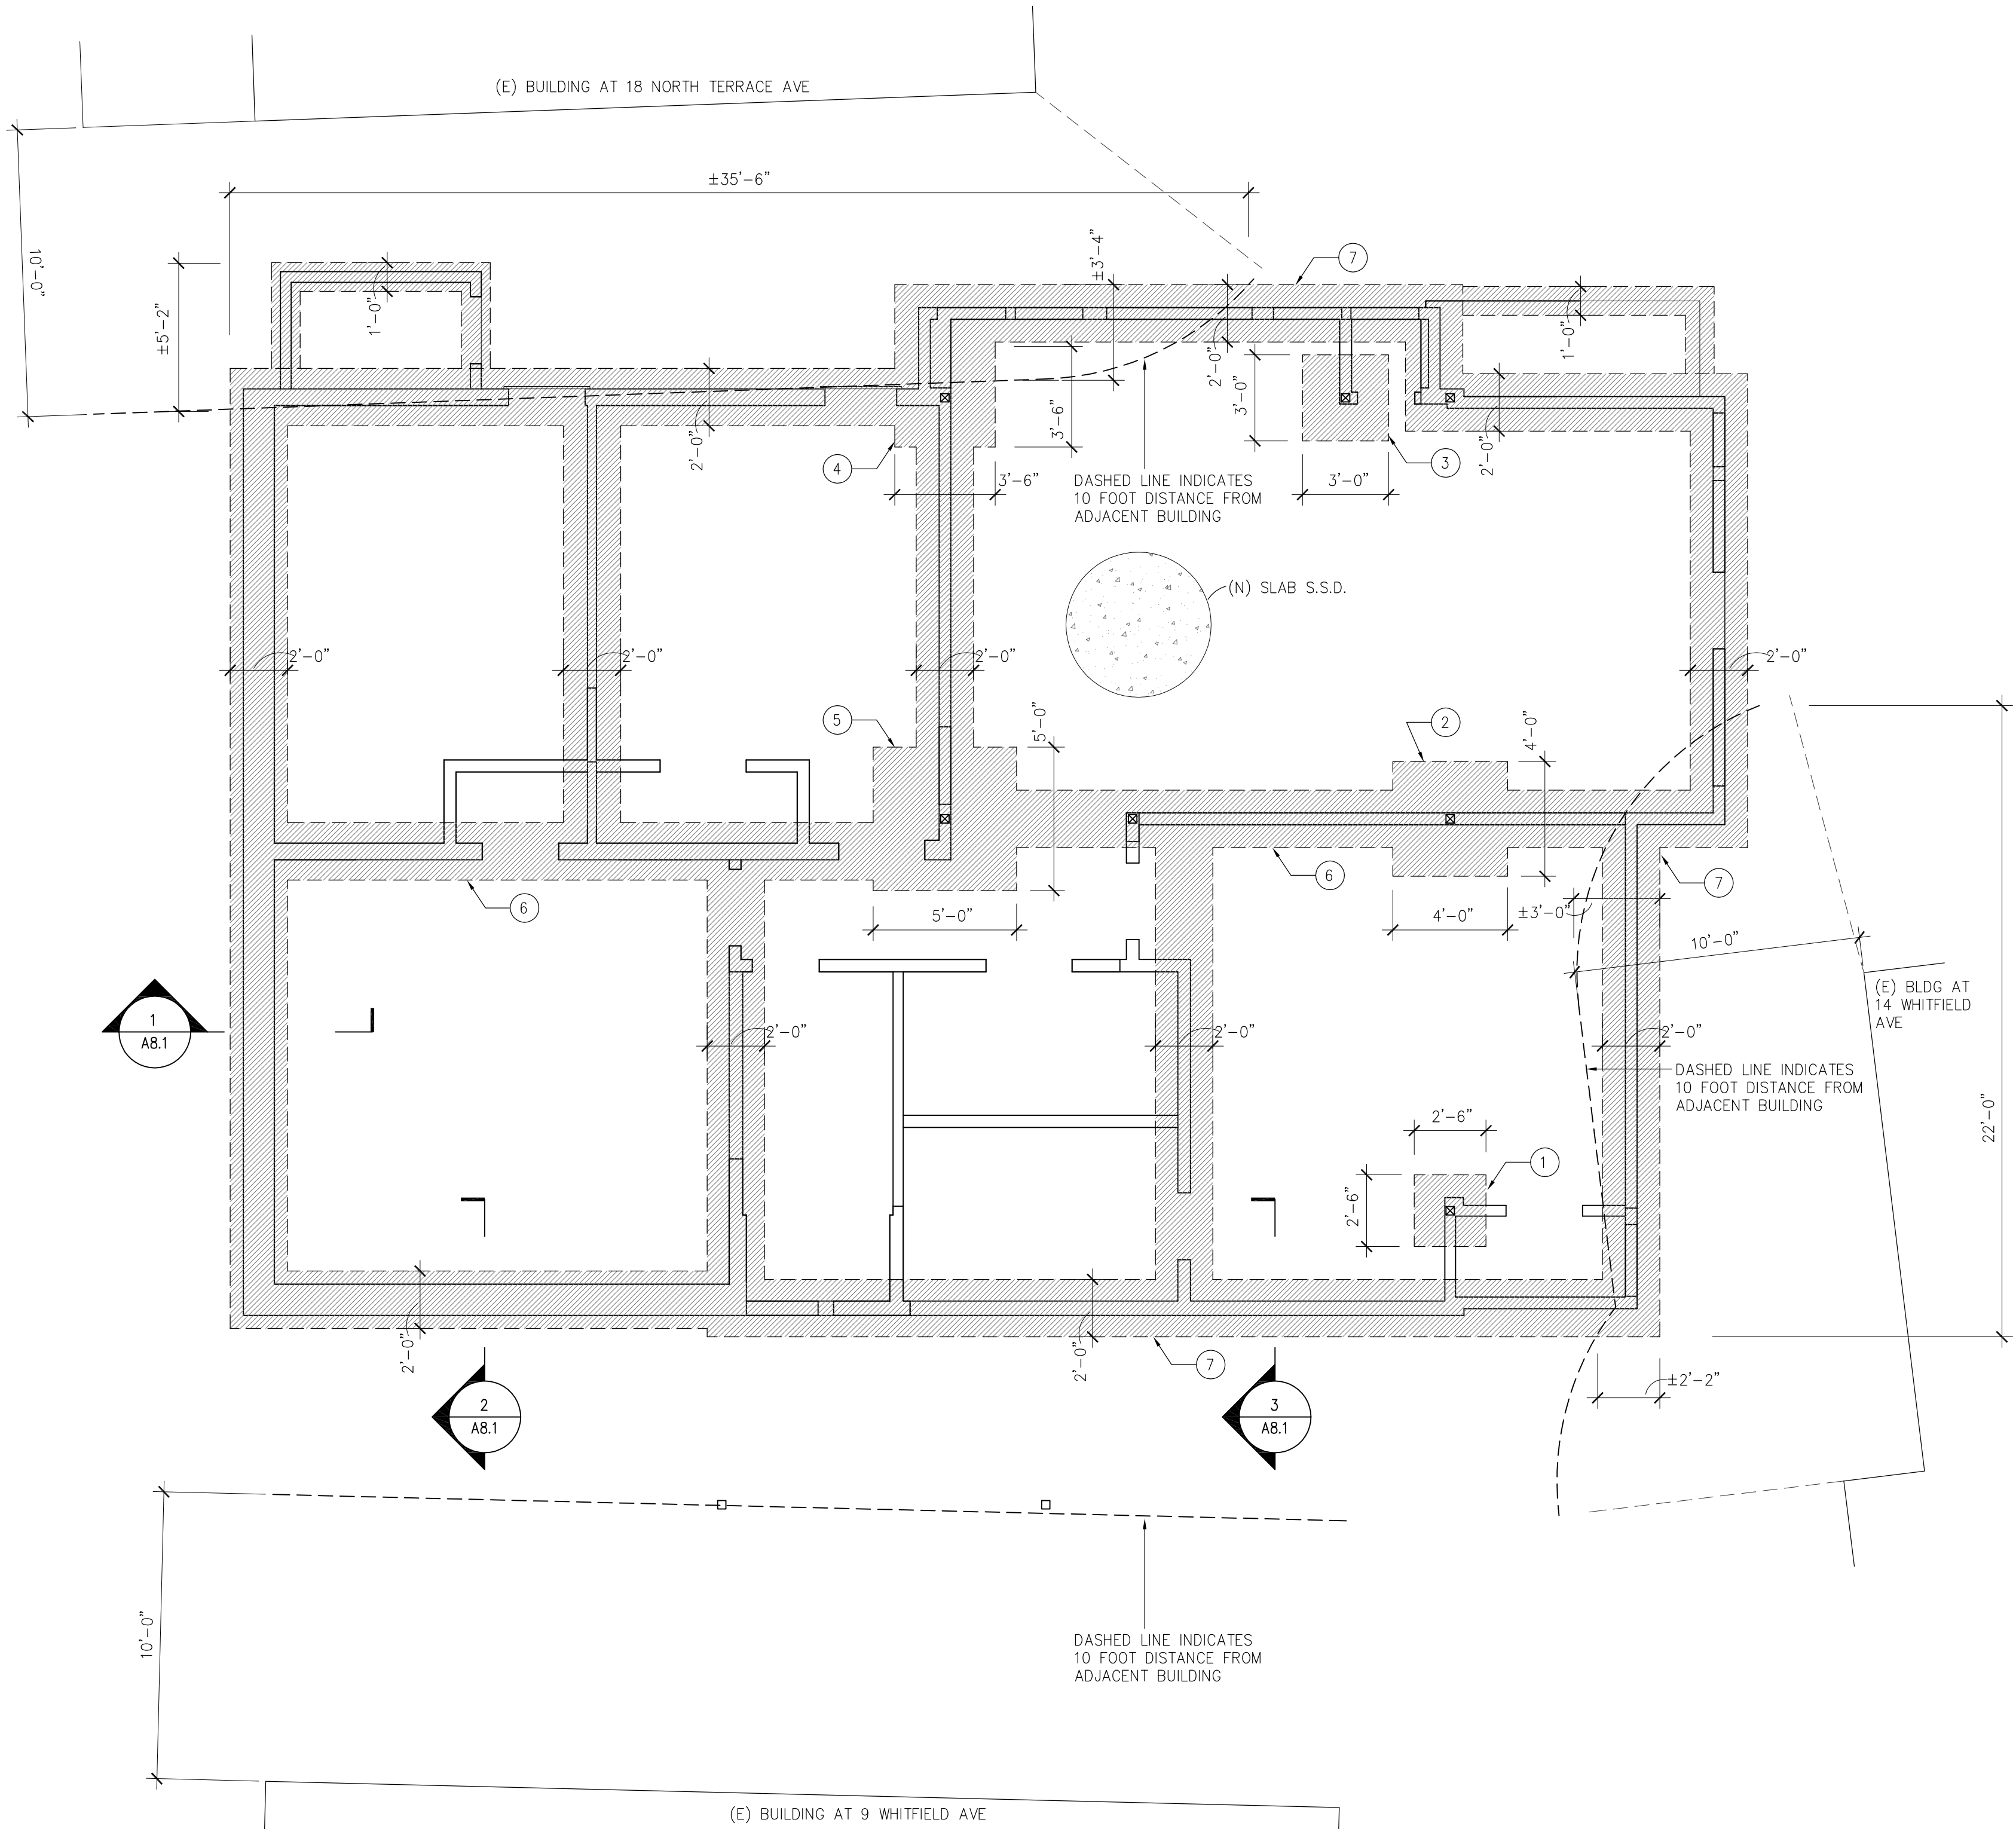 (E) BUILDING AT 18 NORTH TERRACE AVE
±35'-6"
10'-0"
±5'-2"
1'-0"
±3'-4"
7
2'-0"
1'-0"
3'-0"
3'-6"
2'-0"
2'-0"
4
3'-6"
3
3'-0"
DASHED LINE INDICATES
10 FOOT DISTANCE FROM
ADJACENT BUILDING
(N) SLAB S.S.D.
2'-0"
2'-0"
2'-0"
2'-0"
5
5'-0"
2
4'-0"
6
6
7
5'-0"
4'-0"
±3'-0"
10'-0"
(E) BLDG AT
14 WHITFIELD
AVE
1
A8.1
2'-0"
2'-0"
2'-0"
DASHED LINE INDICATES
10 FOOT DISTANCE FROM
ADJACENT BUILDING
22'-0"
2'-6"
1
2'-6"
2'-0"
2'-0"
7
±2'-2"
2
A8.1
3
A8.1
10'-0"
DASHED LINE INDICATES
10 FOOT DISTANCE FROM
ADJACENT BUILDING
(E) BUILDING AT 9 WHITFIELD AVE